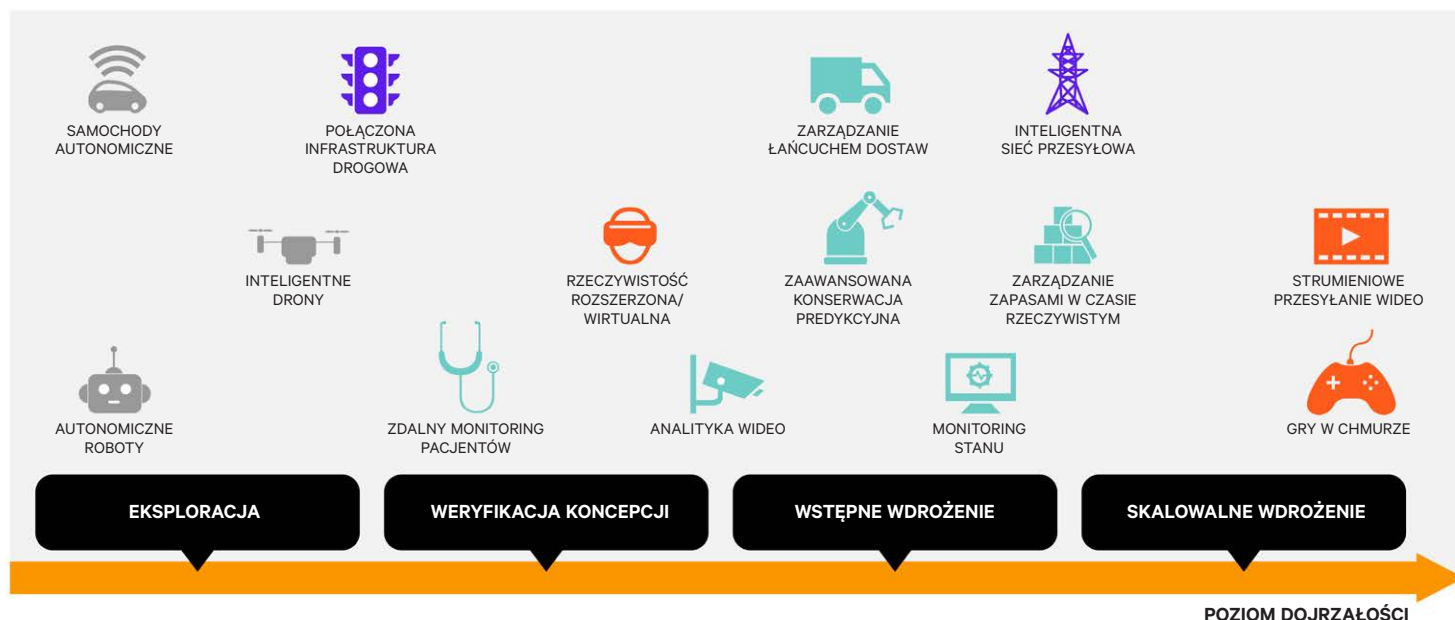 SAMOCHODY
AUTONOMICZNE
POŁĄCZONA
INFRASTRUKTURA
DROGOWA
ZARZĄDZANIE
ŁAŃCUCHEM DOSTAW
INTELIGENTNA
SIEĆ PRZESYŁOWA
INTELIGENTNE
DRONY
RZECZYWISTOŚĆ
ROZSZERZONA/
WIRTUALNA
ZAAWANSOWANA
KONSERWACJA
PREDYKCYJNA
ZARZĄDZANIE
ZAPASAMI W CZASIE
RZECZYWISTYM
STRUMIENIOWE
PRZESYŁANIE WIDEO
AUTONOMICZNE
ROBOTY
ZDALNY MONITORING
PACJENTÓW
ANALITYKA WIDEO
MONITORING
STANU
GRY W CHMURZE
EKSPLORACJA
WERYFIKACJA KONCEPCJI
WSTĘPNE WDROŻENIE
SKALOWALNE WDROŻENIE
POZIOM DOJRZAŁOŚCI